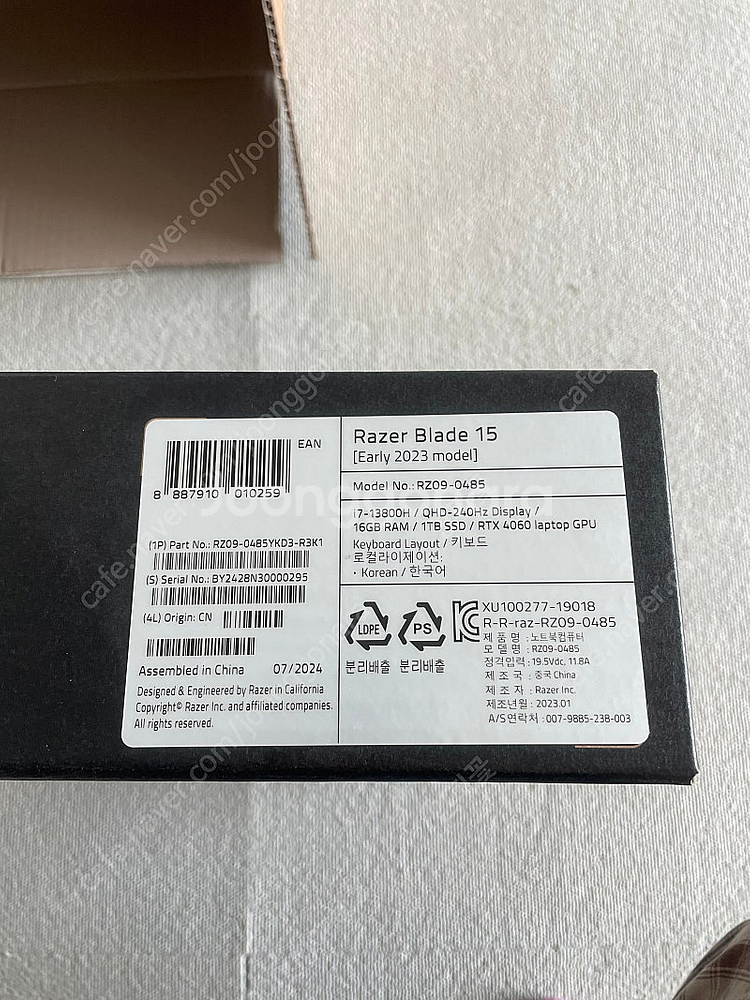 EAN
8 887910 010259
(1P) Part No.: RZ09-0485YKD3-R3K1
(S) Serial No.: BY2428N30000295
(4L) Origin: CN
Assembled in China 07/2024
Designed & Engineered by Razer in California
Copyright© Razer Inc. and affiliated companies.
All rights reserved.
Razer Blade 15
[Early 2023 model]
Model No.: RZ09-0485
i7-13800H / QHD-240Hz Display /
16GB RAM / 1TB SSD / RTX 4060 laptop GPU
Keyboard Layout / 키보드
로컬라이제이션:
· Korean / 한국어
LDPE
분리배출
PS
분리배출
XU100277-19018
R-R-raz-RZ09-0485
제 품 명 : 노트북컴퓨터
모 델 명 : RZ09-0485
정격입력 : 19.5Vdc, 11.8A
제 조 국 : 중국 China
제 조 자 : Razer Inc.
제조년월 : 2023.01
A/S연락처 : 007-9885-238-003
Joongonara
cafe.naver.com/joonggonara